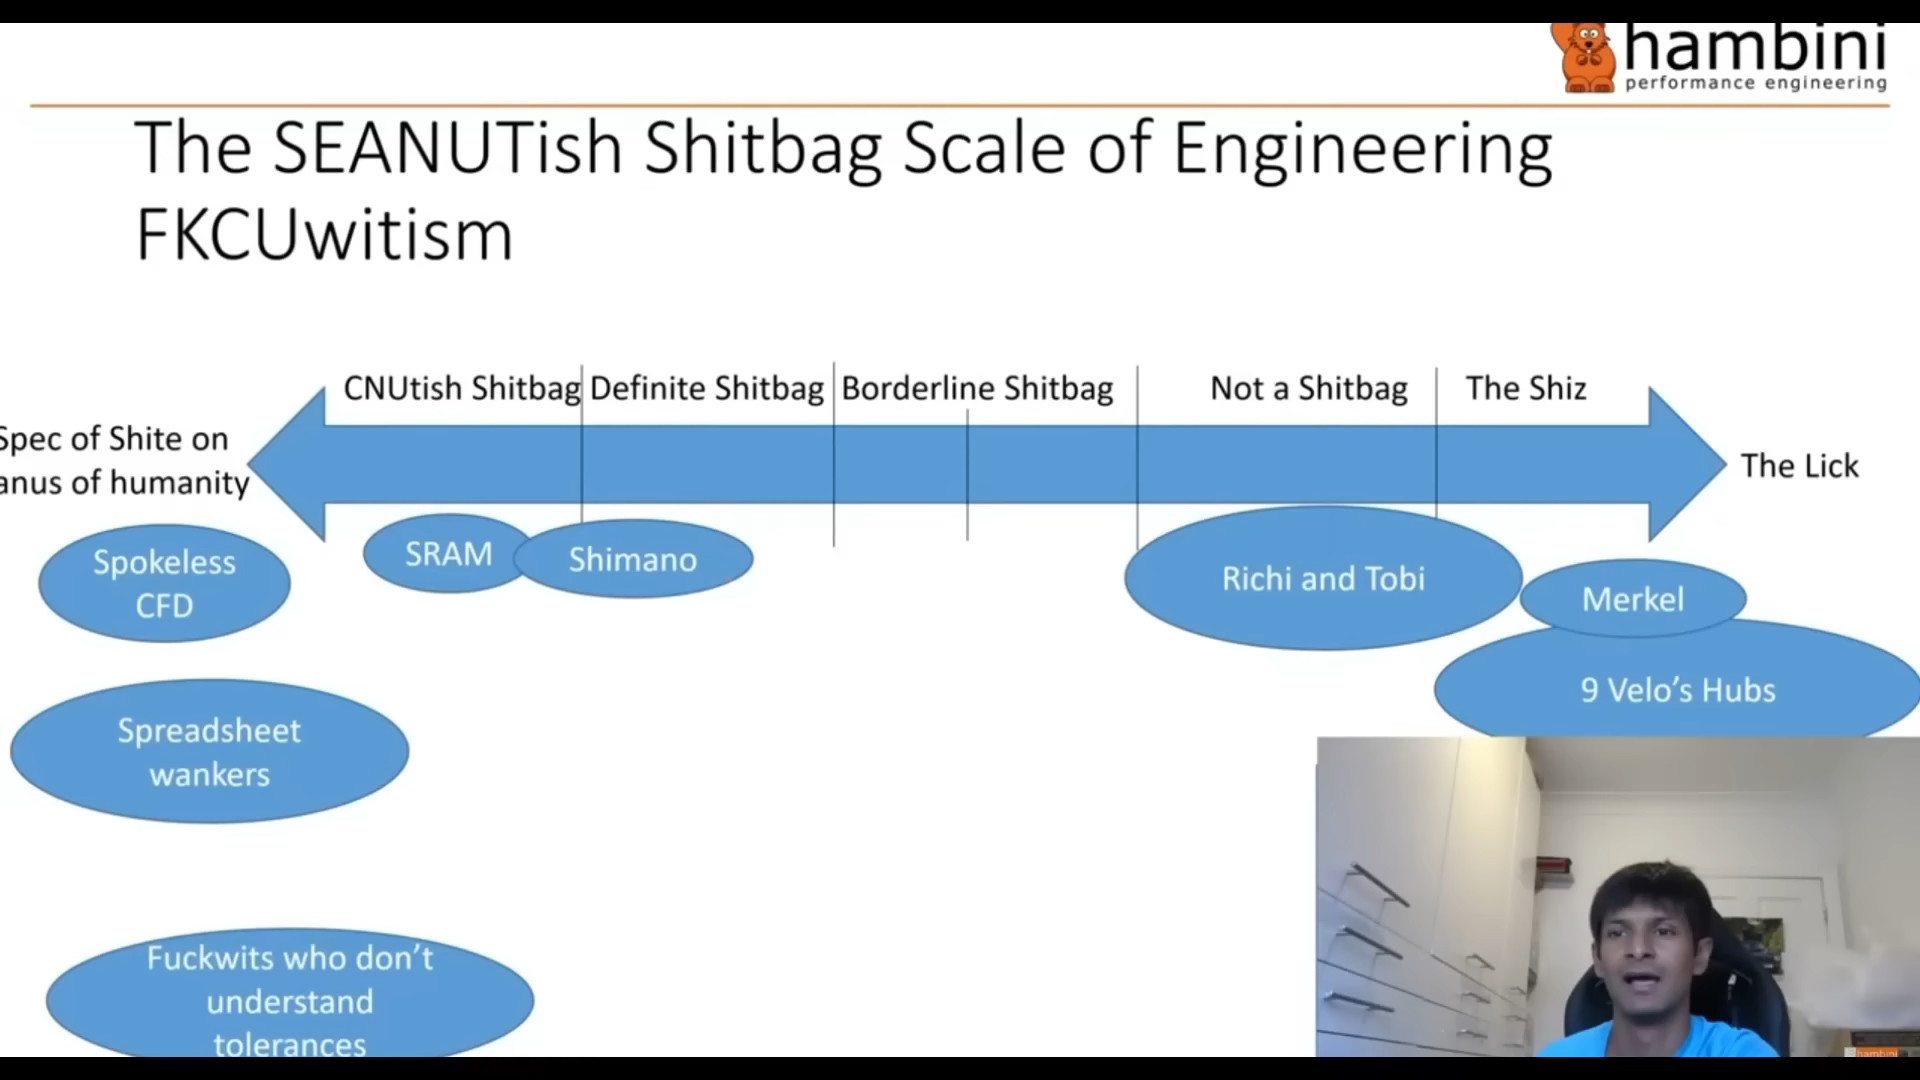 hambini
performance engineering
The SEANUTish Shitbag Scale of Engineering
FKCUwitism
CNUtish Shitbag
Definite Shitbag
Borderline Shitbag
Not a Shitbag
The Shiz
Spec of Shite on
anus of humanity
The Lick
Spokeless
CFD
SRAM
Shimano
Richi and Tobi
Merkel
9 Velo's Hubs
Spreadsheet
wankers
Fuckwits who don't
understand
tolerances
hambini